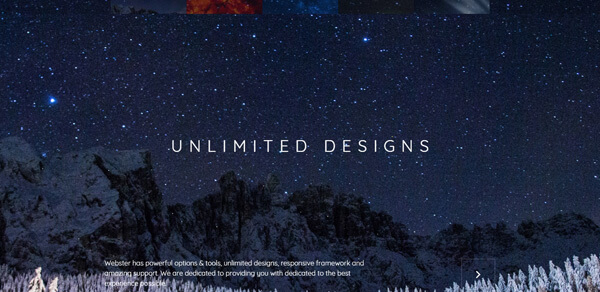 UNLIMITED DESIGNS
Webster has powerful options & tools, unlimited designs, responsive framework and
amazing support. We are dedicated to providing you with dedicated to the best
experience possible.